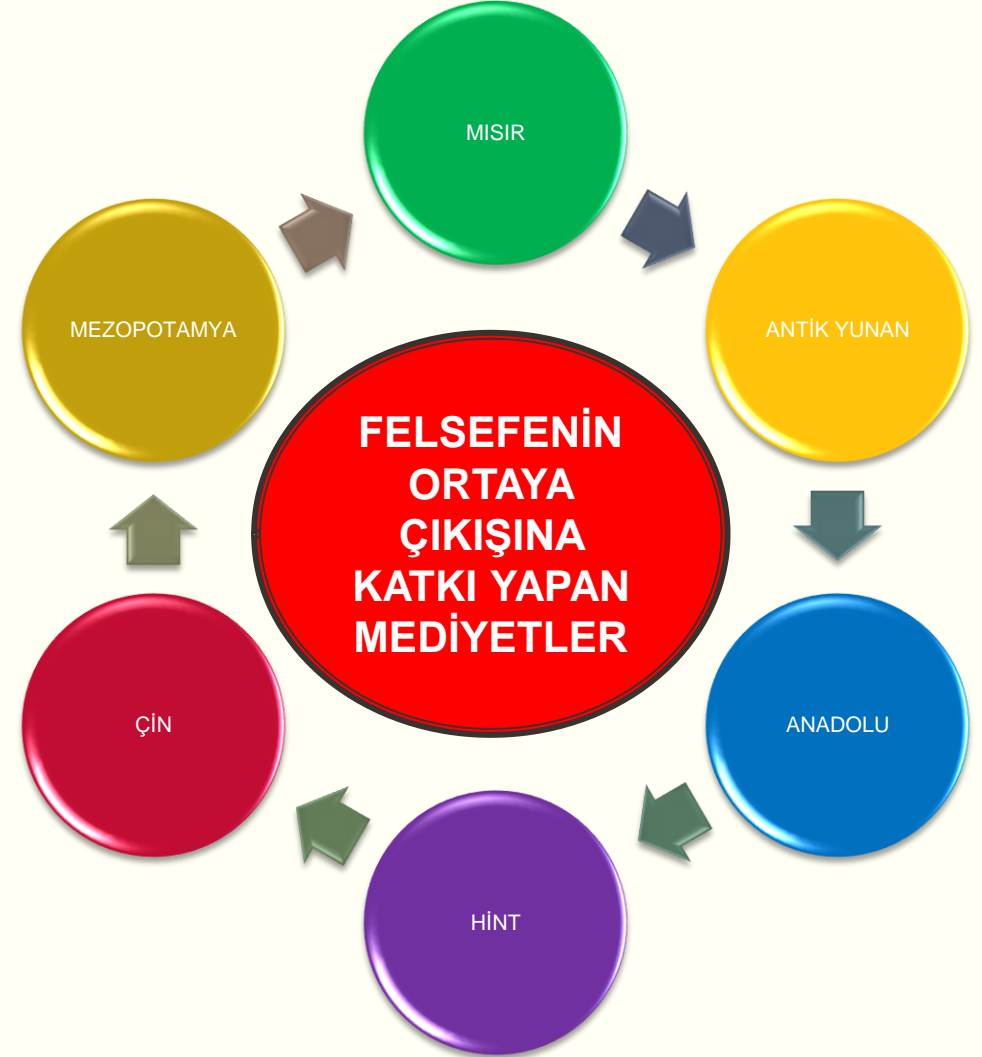 MISIR
ANTİK YUNAN
ANADOLU
HİNT
ÇİN
MEZOPOTAMYA
FELSEFENİN
ORTAYA
ÇIKIŞINA
KATKI YAPAN
MEDİYETLER